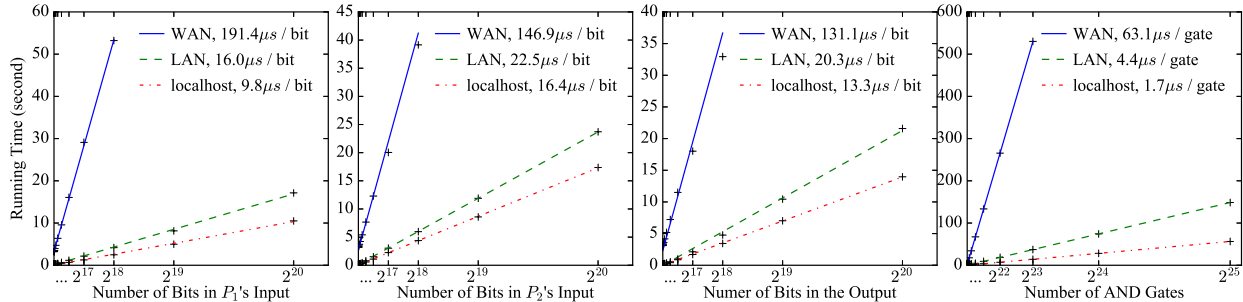 Running Time (second)
60
50
40
30
20
10
0
WAN, 191.4μs / bit
LAN, 16.0μs / bit
localhost, 9.8μs / bit
... 2^17 2^18 2^19 2^20
Number of Bits in P_1's Input
45
40
35
30
25
20
15
10
5
0
WAN, 146.9μs / bit
LAN, 22.5μs / bit
localhost, 16.4μs / bit
... 2^17 2^18 2^19 2^20
Number of Bits in P_2's Input
40
35
30
25
20
15
10
5
0
WAN, 131.1μs / bit
LAN, 20.3μs / bit
localhost, 13.3μs / bit
... 2^17 2^18 2^19 2^20
Number of Bits in the Output
600
500
400
300
200
100
0
WAN, 63.1μs / gate
LAN, 4.4μs / gate
localhost, 1.7μs / gate
... 2^22 2^23 2^24 2^25
Number of AND Gates